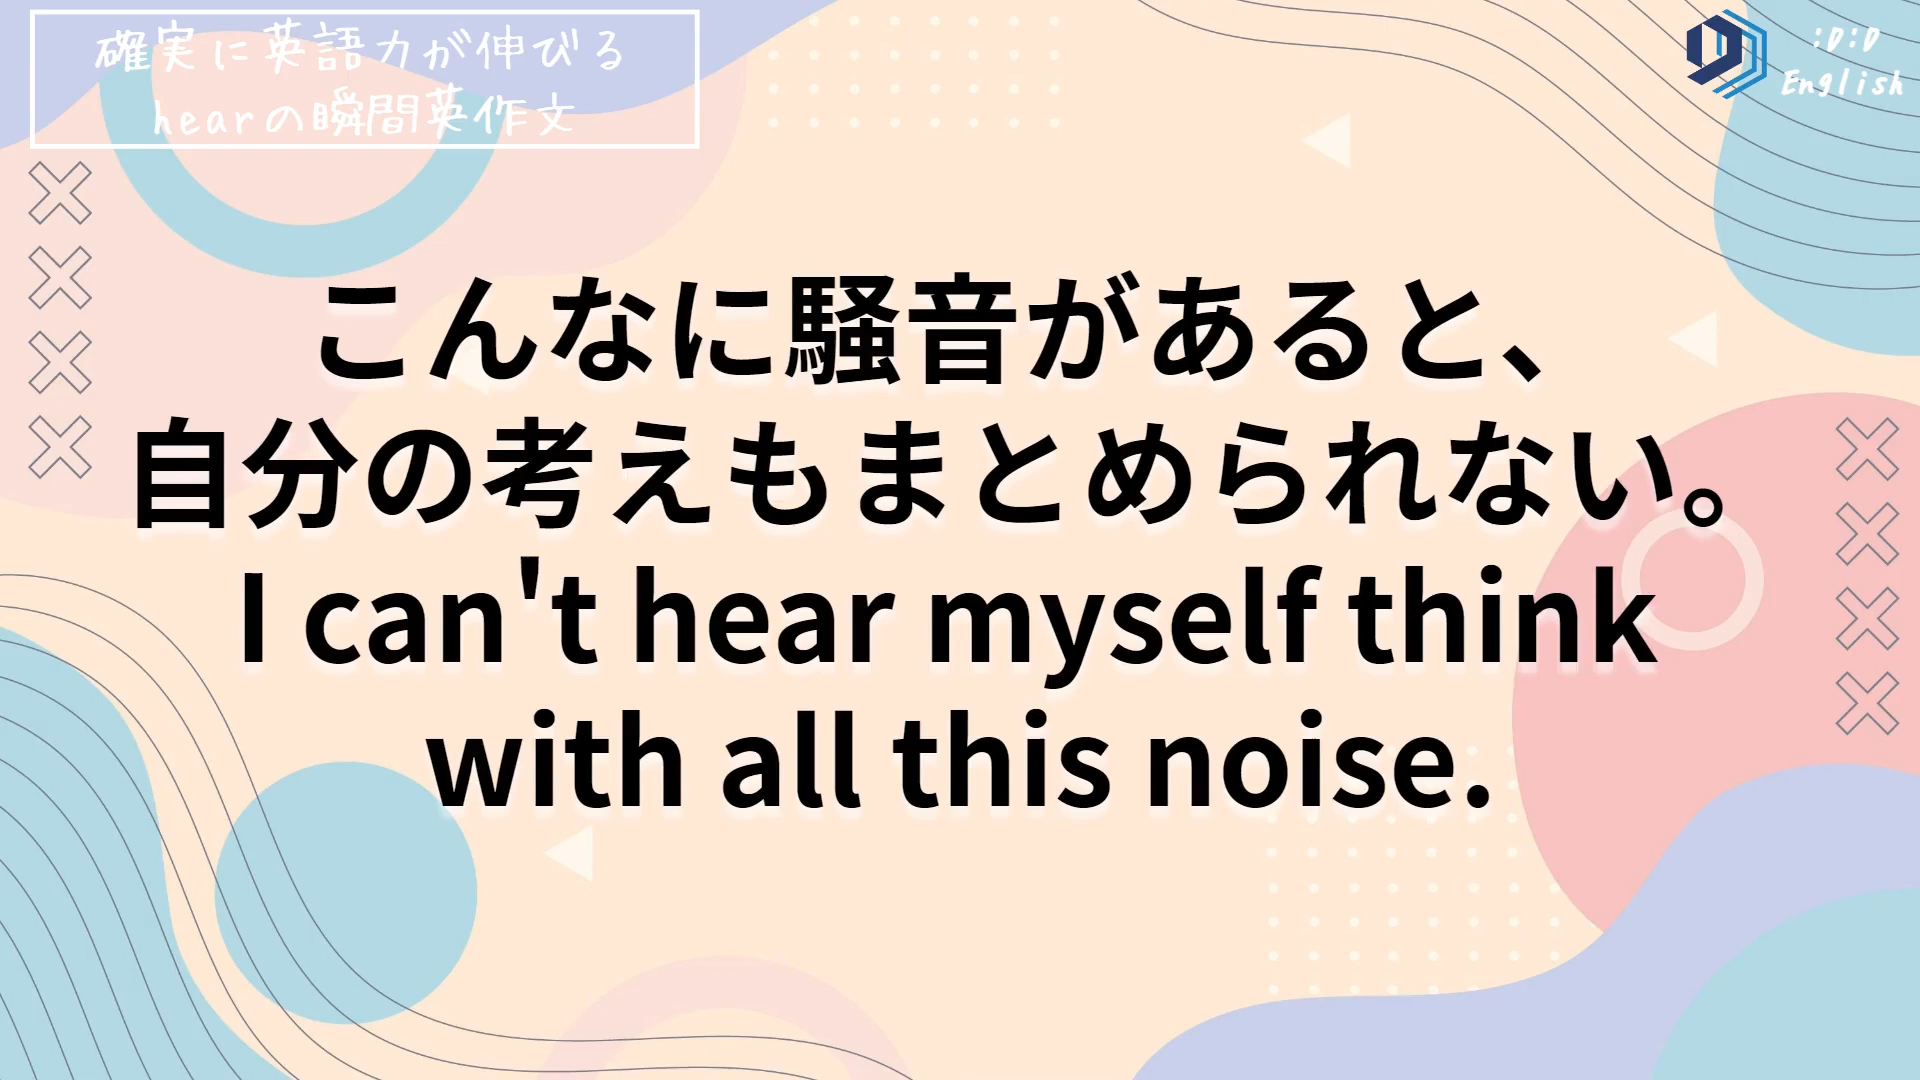 確実に英語力が伸びる
hearの瞬間英作文
:D:D
English
こんなに騒音があると、
自分の考えもまとめられない。
I can't hear myself think
with all this noise.